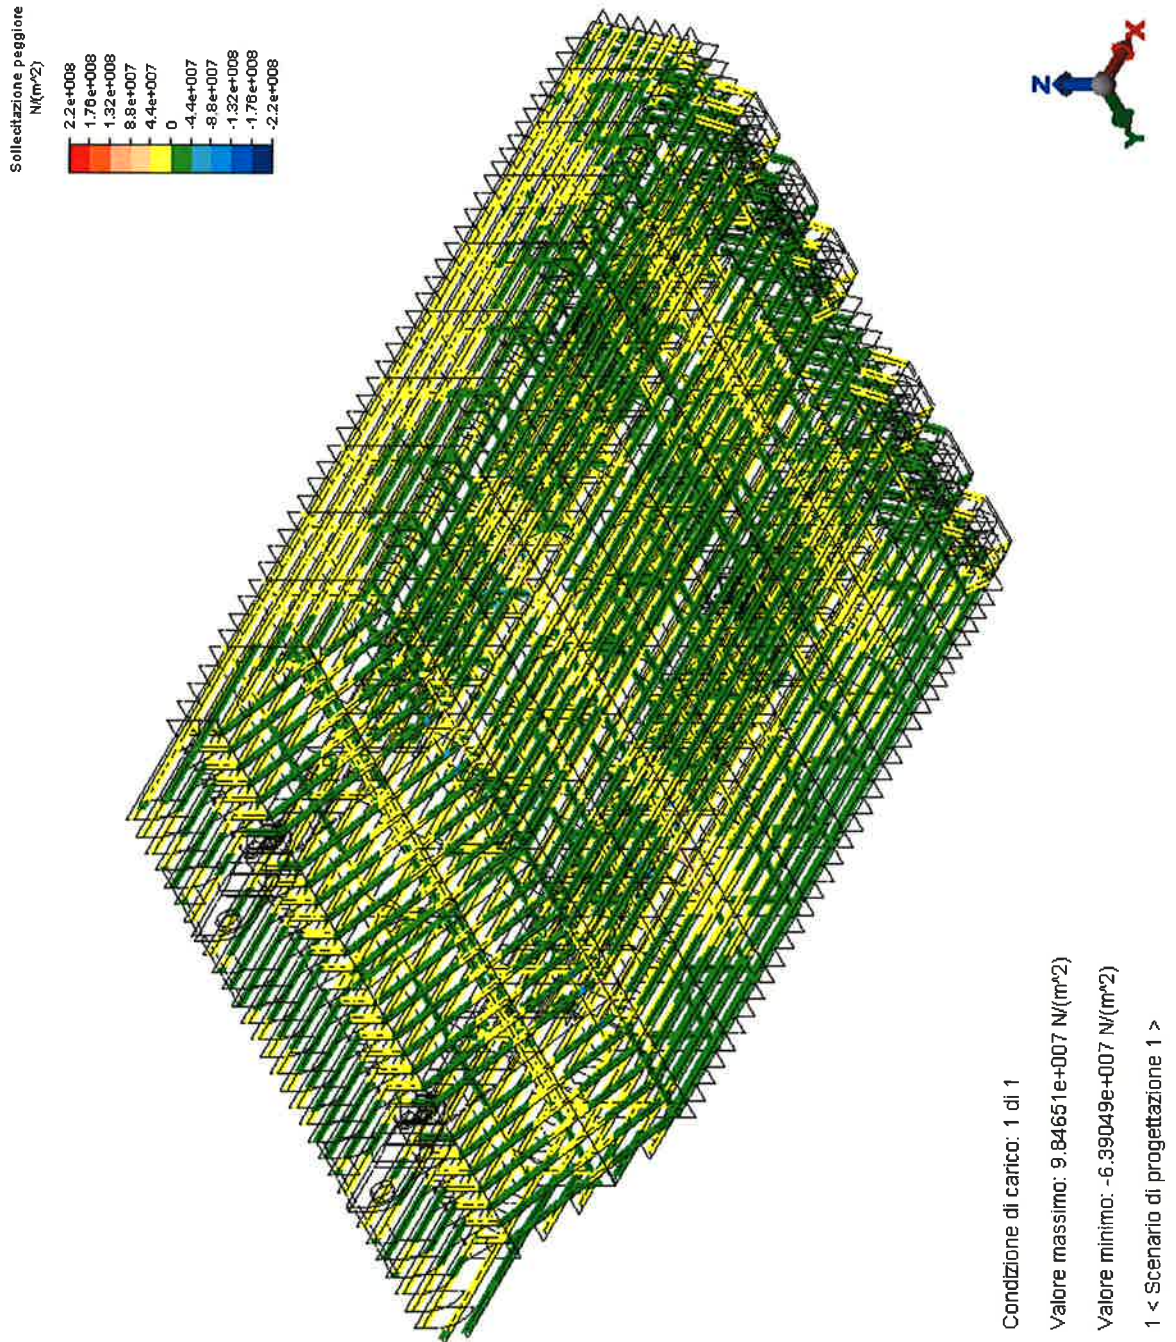 Sollecitazione peggiore
N/(m^2)
2.2e+008
1.76e+008
1.32e+008
8.8e+007
4.4e+007
0
-4.4e+007
-8.8e+007
-1.32e+008
-1.76e+008
-2.2e+008
Z
X
Y
Condizione di carico: 1 di 1
Valore massimo: 9.84651e+007 N/(m^2)
Valore minimo: -6.39049e+007 N/(m^2)
1 < Scenario di progettazione 1 >